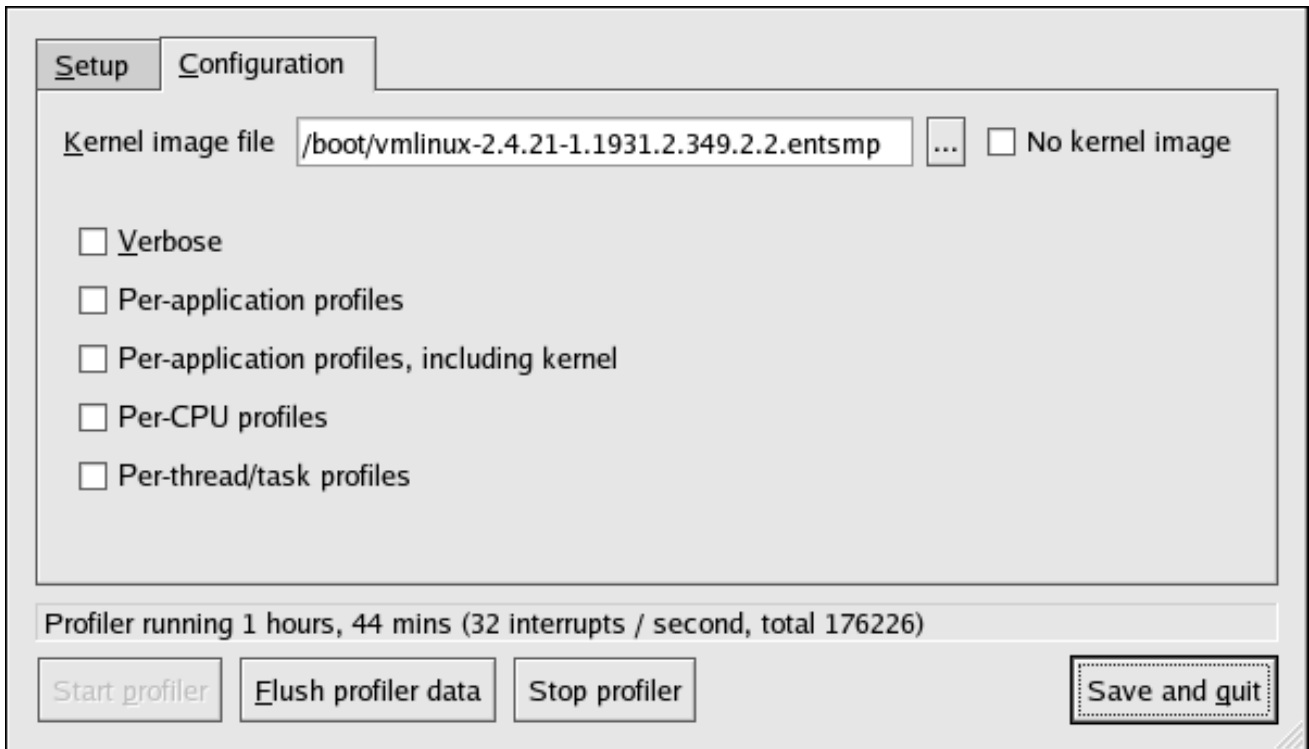 Setup Configuration
Kernel image file /boot/vmlinux-2.4.21-1.1931.2.349.2.2.entsmp ... No kernel image
Verbose
Per-application profiles
Per-application profiles, including kernel
Per-CPU profiles
Per-thread/task profiles
Profiler running 1 hours, 44 mins (32 interrupts / second, total 176226)
Start profiler Flush profiler data Stop profiler Save and quit